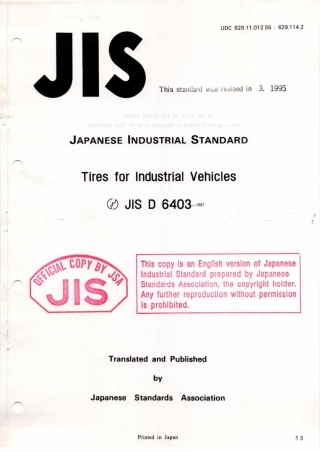 UDC 629.11.012.55 : 629.114.2
JIS
This standard was revised in 3, 1995
JAPANESE INDUSTRIAL STANDARD
Tires for Industrial Vehicles
JIS D 6403
OFFICIAL COPY BY JSA
JIS
This copy is an English version of Japanese
Industrial Standard prepared by Japanese
Standards Association, the copyright holder.
Any further reproduction without permission
is prohibited.
Translated and Published
by
Japanese Standards Association
Printed in Japan
5 S